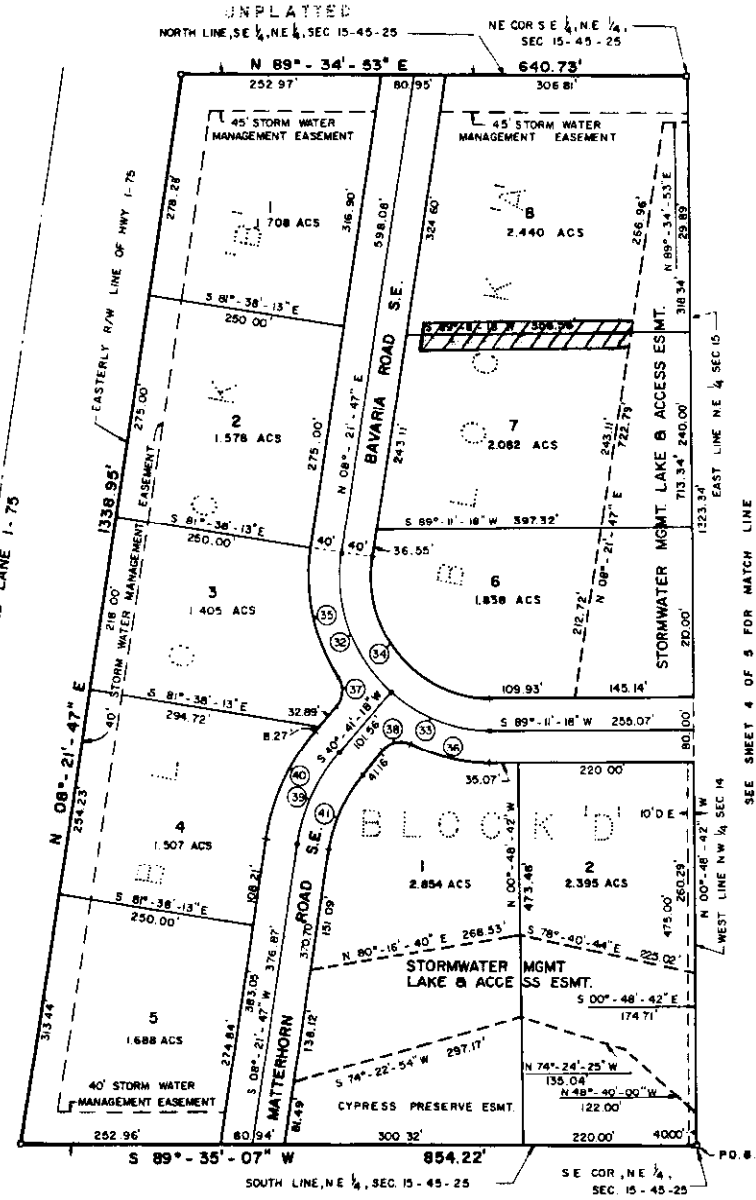 UNPLATTED
NORTH LINE, SE ¼, N.E ¼, SEC 15-45-25
NE COR S E ¼, N.E ¼,
SEC 15-45-25
N 89°-34'-53" E
640.73'
252.97'
80.95'
306.81'
45' STORM WATER
MANAGEMENT EASEMENT
45' STORM WATER
MANAGEMENT EASEMENT
EASTERLY R/W LINE OF HWY I-75
278.28'
1
1.708 ACS
316.90'
598.08'
324.60'
8
2.440 ACS
266.96'
N 89°-34'-53" E
29.89'
318.34'
S 81°-38'-13" E
250.00'
BAVARIA ROAD S.E.
N 08°-21'-47" E
275.00'
2
1.578 ACS
275.00'
243.11'
7
2.082 ACS
243.11'
722.79'
N 08°-21'-47" E
240.00'
713.34'
EAST LINE N.E ¼ SEC 15
1323.34'
STORMWATER MGMT. LAKE & ACCESS ESMT.
1338.95'
S 81°-38'-13" E
250.00'
40'
40'
36.55'
S 89°-11'-18" W 397.32'
LANE I-75
218.00'
3
1.405 ACS
40' STORM WATER MANAGEMENT EASEMENT
BLOCK 'B'
BLOCK 'A'
6
1.838 ACS
212.72'
210.00'
35
32
34
37
S 81°-38'-13" E
294.72'
32.89'
8.27'
S 40°-41'-18" W
101.56'
38
33
36
109.93'
145.14'
S 89°-11'-18" W 255.07'
80.00'
N 08°-21'-47" E
254.23'
40
39
41
41.16'
35.07'
220.00'
4
1.507 ACS
BLOCK 'D'
1
2.854 ACS
N 00°-48'-42" W
473.46'
2
2.395 ACS
10' D E
475.00'
260.29'
N 00°-48'-42" W
WEST LINE NW ¼ SEC 14
SEE SHEET 4 OF 5 FOR MATCH LINE
S 81°-38'-13" E
250.00'
108.21'
383.05'
376.87'
370.70'
151.09'
N 80°-16'-40" E 268.53'
S 78°-40'-44" E
STORMWATER MGMT
LAKE & ACCESS ESMT.
S 00°-48'-42" E
174.71'
313.44'
5
1.688 ACS
274.84'
S 08°-21'-47" W
MATTERHORN ROAD S.E.
138.12'
81.49'
S 74°-22'-54" W 297.17'
N 74°-24'-25" W
135.04'
N 48°-40'-00" W
122.00'
40' STORM WATER
MANAGEMENT EASEMENT
CYPRESS PRESERVE ESMT.
252.96'
80.94'
300.32'
220.00'
40.00'
S 89°-35'-07" W
854.22'
P.O.B.
SOUTH LINE, N E ¼, SEC. 15-45-25
S E COR, N E ¼,
SEC. 15-45-25